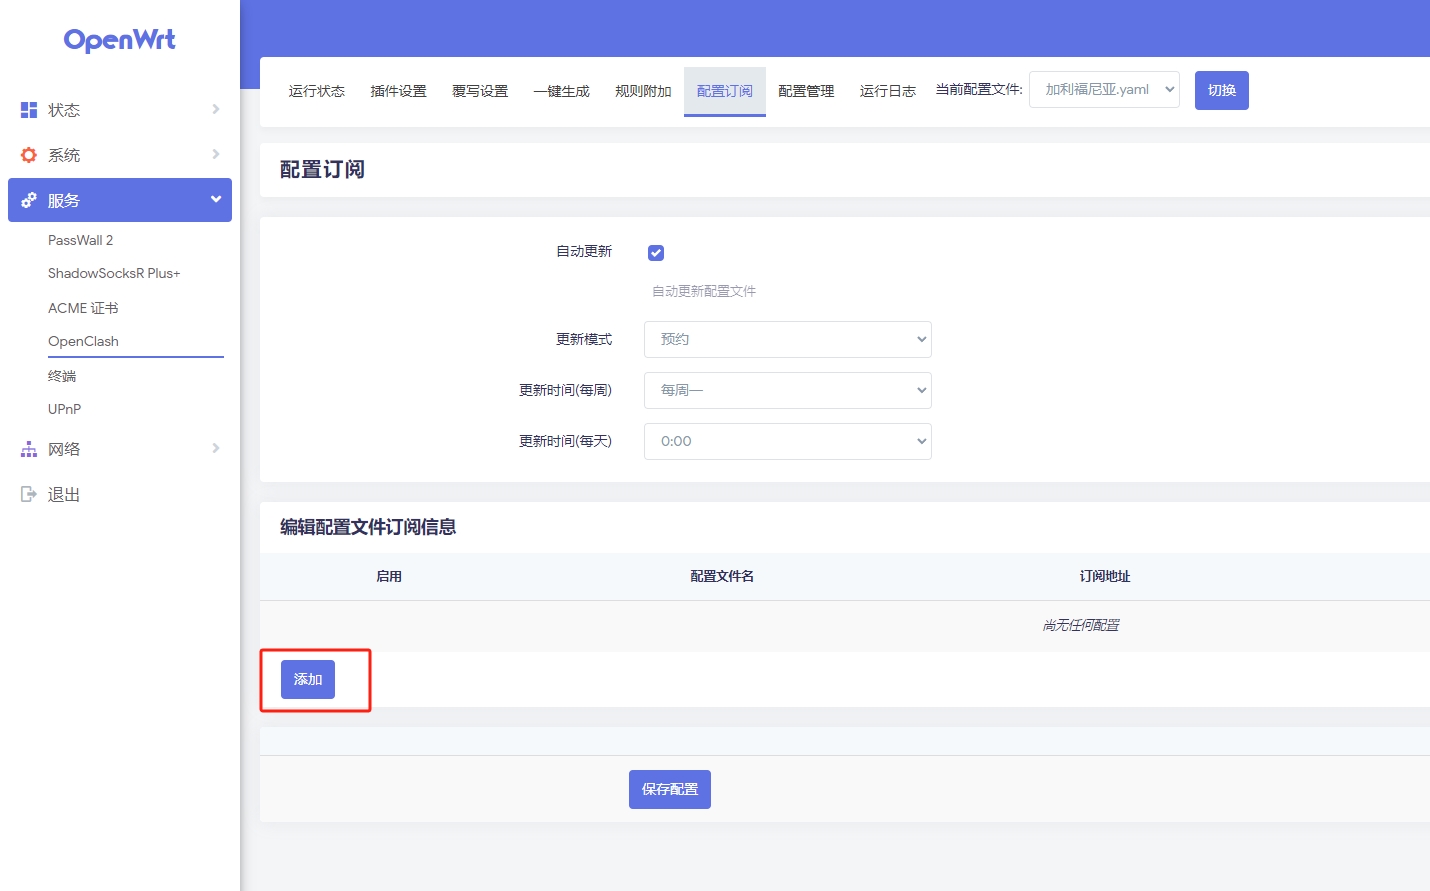 OpenWrt
状态
系统
服务
PassWall 2
ShadowSocksR Plus+
ACME 证书
OpenClash
终端
UPnP
网络
退出
运行状态 插件设置 覆写设置 一键生成 规则附加 配置订阅 配置管理 运行日志 当前配置文件: 加利福尼亚.yaml 切换
配置订阅
自动更新
自动更新配置文件
更新模式 预约
更新时间(每周) 每周一
更新时间(每天) 0:00
编辑配置文件订阅信息
启用 配置文件名 订阅地址
尚无任何配置
添加
保存配置